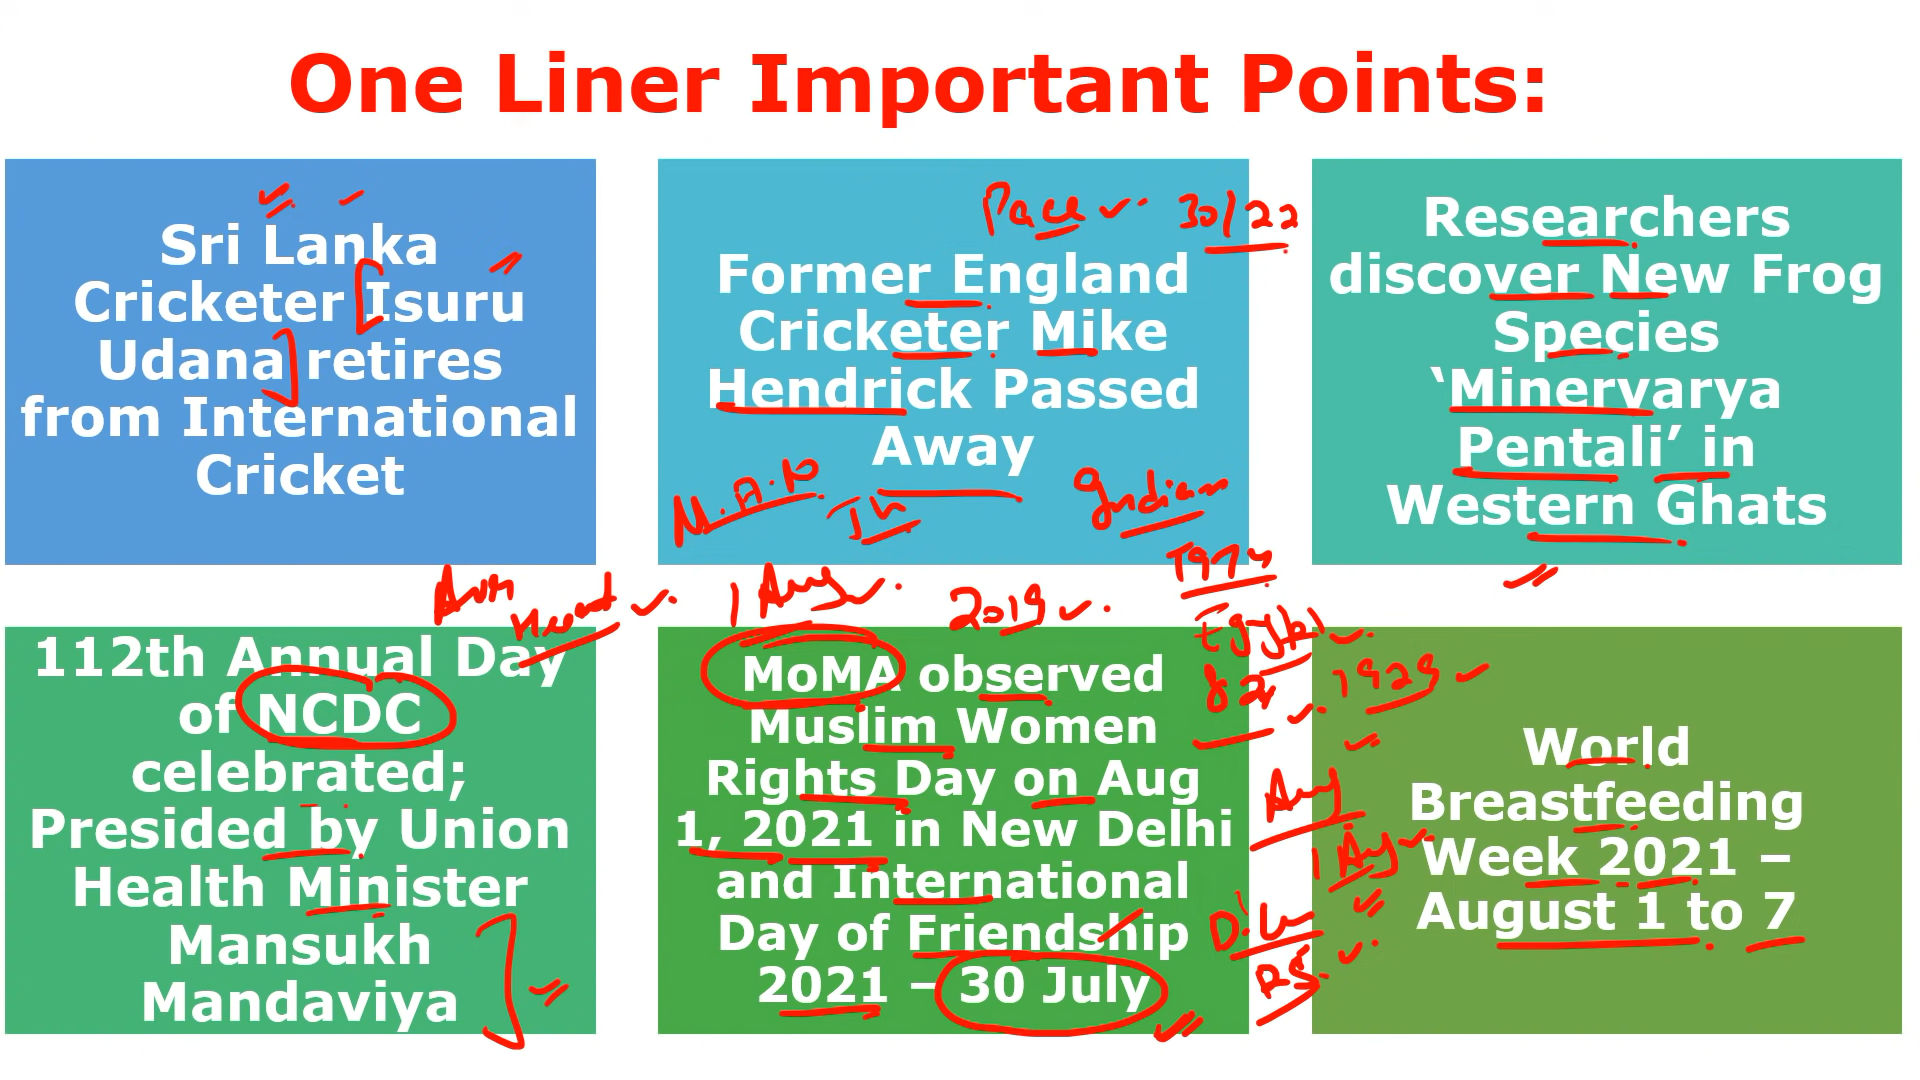 One Liner Important Points:
Sri Lanka
Cricketer Isuru
Udana retires
from International
Cricket
Pace 30/22
Former England
Cricketer Mike
Hendrick Passed
Away
Indian
Researchers
discover New Frog
Species
‘Minervarya
Pentali’ in
Western Ghats
112th Annual Day
of NCDC
celebrated;
Presided by Union
Health Minister
Mansukh
Mandaviya
1 Aug 2019
MoMA observed
Muslim Women
Rights Day on Aug
1, 2021 in New Delhi
and International
Day of Friendship
2021 – 30 July
1929
Aug
1 Aug
World
Breastfeeding
Week 2021 –
August 1 to 7